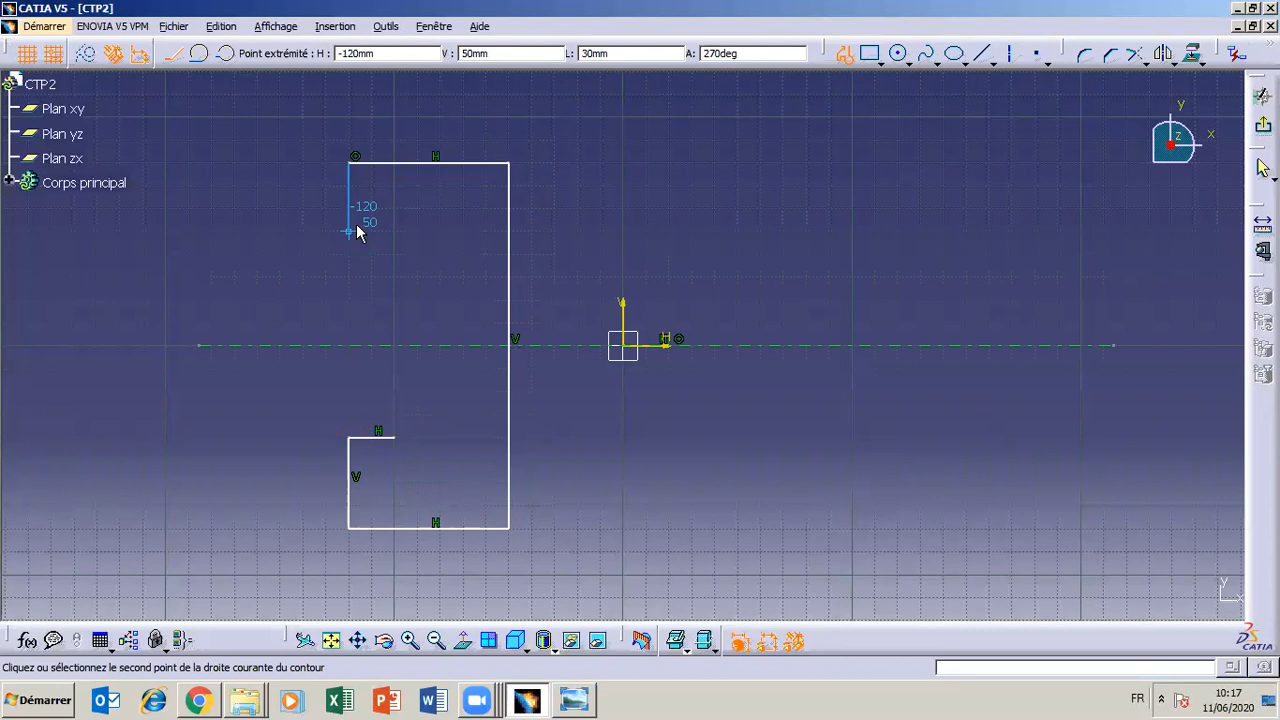 CATIA V5 - [CTP2]
Démarrer ENOVIA V5 VPM Fichier Edition Affichage Insertion Outils Fenêtre Aide
Point extrémité : H : -120mm V : 50mm L: 30mm A: 270deg
CTP2
Plan xy
Plan yz
Plan zx
Corps principal
y
x
z
H
-120
50
V
H
V
H
y
x
f(x)
CATIA
Cliquez ou sélectionnez le second point de la droite courante du contour
Démarrer
FR
10:17
11/06/2020